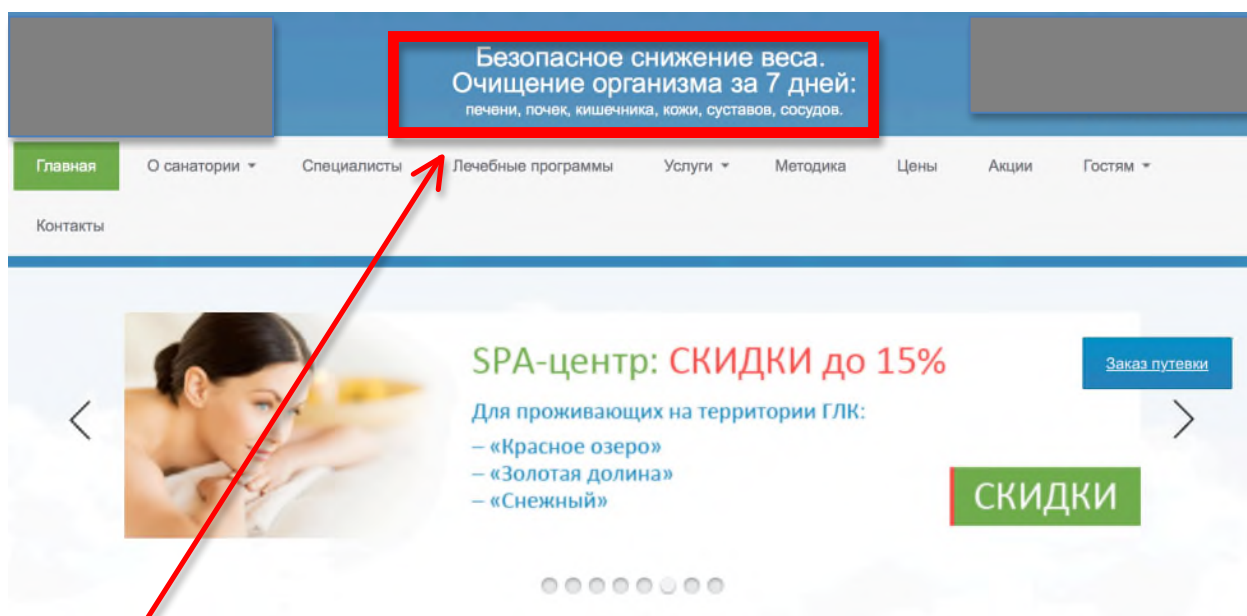 Безопасное снижение веса.
Очищение организма за 7 дней:
печени, почек, кишечника, кожи, суставов, сосудов.
Главная О санатории Специалисты Лечебные программы Услуги Методика Цены Акции Гостям
Контакты
SPA-центр: СКИДКИ до 15%
Заказ путевки
Для проживающих на территории ГЛК:
– «Красное озеро»
– «Золотая долина»
– «Снежный»
СКИДКИ